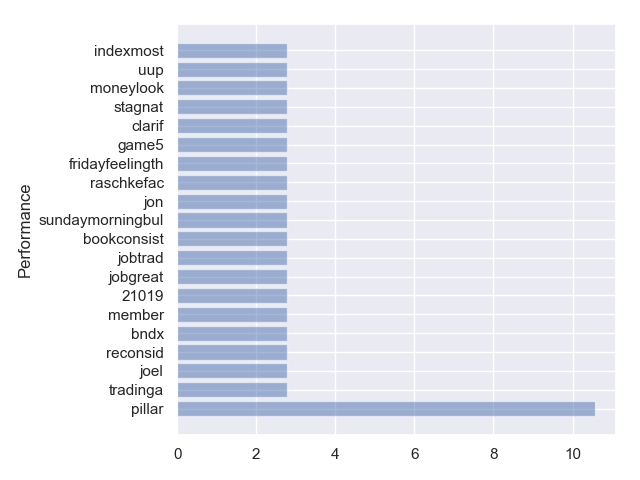 indexmost
uup
moneylook
stagnat
clarif
game5
fridayfeelingth
raschkefac
jon
sundaymorningbul
bookconsist
jobtrad
jobgreat
21019
member
bndx
reconsid
joel
tradinga
pillar
Performance
0 2 4 6 8 10